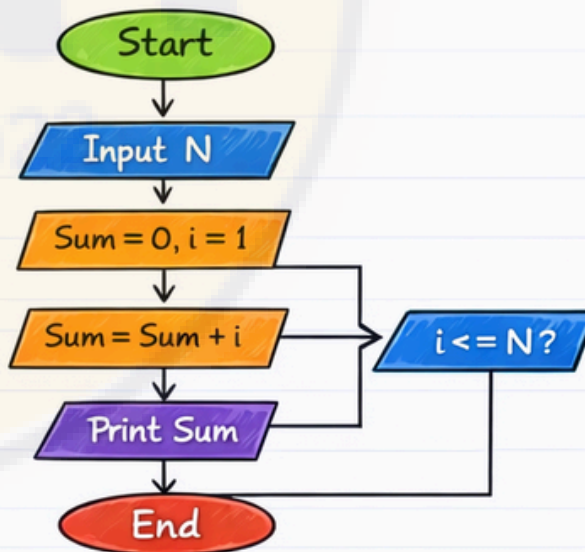 Start
Input N
Sum = 0, i = 1
Sum = Sum + i
i <= N?
Print Sum
End